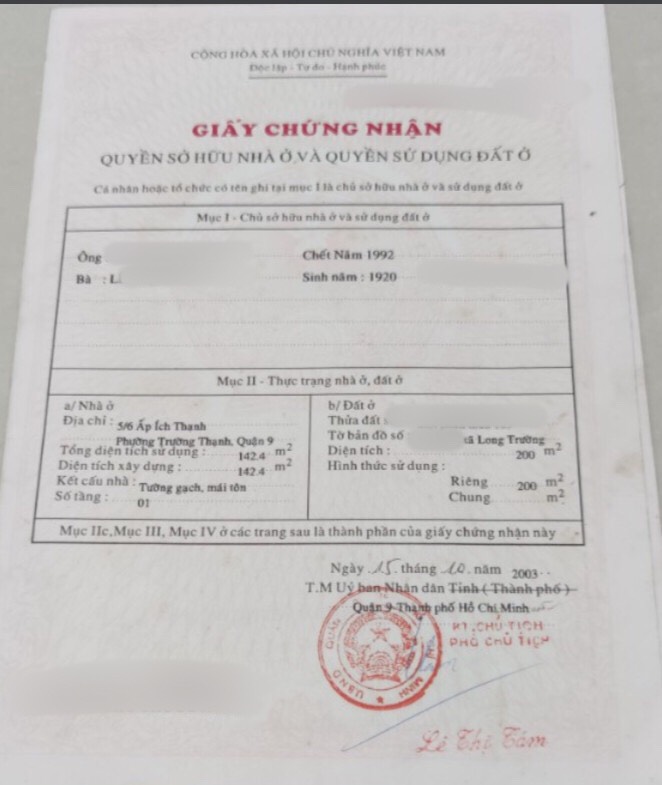 CỘNG HÒA XÃ HỘI CHỦ NGHĨA VIỆT NAM
Độc lập - Tự do - Hạnh phúc
GIẤY CHỨNG NHẬN
QUYỀN SỞ HỮU NHÀ Ở VÀ QUYỀN SỬ DỤNG ĐẤT Ở
Cá nhân hoặc tổ chức có tên ghi tại mục I là chủ sở hữu nhà ở và sử dụng đất ở
Mục I - Chủ sở hữu nhà ở và sử dụng đất ở
Ông Chết Năm 1992
Bà : L Sinh năm : 1920
Mục II - Thực trạng nhà ở, đất ở
a/ Nhà ở
Địa chỉ : 5/6 Ấp Ích Thạnh
Phường Trường Thạnh, Quận 9
Tổng diện tích sử dụng : 142.4 m²
Diện tích xây dựng : 142.4 m²
Kết cấu nhà : Tường gạch, mái tôn
Số tầng : 01
b/ Đất ở
Thửa đất :
Tờ bản đồ số xã Long Trường
Diện tích : 200 m²
Hình thức sử dụng :
Riêng 200 m²
Chung m²
Mục IIc, Mục III, Mục IV ở các trang sau là thành phần của giấy chứng nhận này
Ngày 15 tháng 10 năm 2003
T.M Uỷ ban Nhân dân Tỉnh ( Thành phố )
Quận 9 Thành phố Hồ Chí Minh
KT.CHỦ TỊCH
PHÓ CHỦ TỊCH
Lê Thị Tám